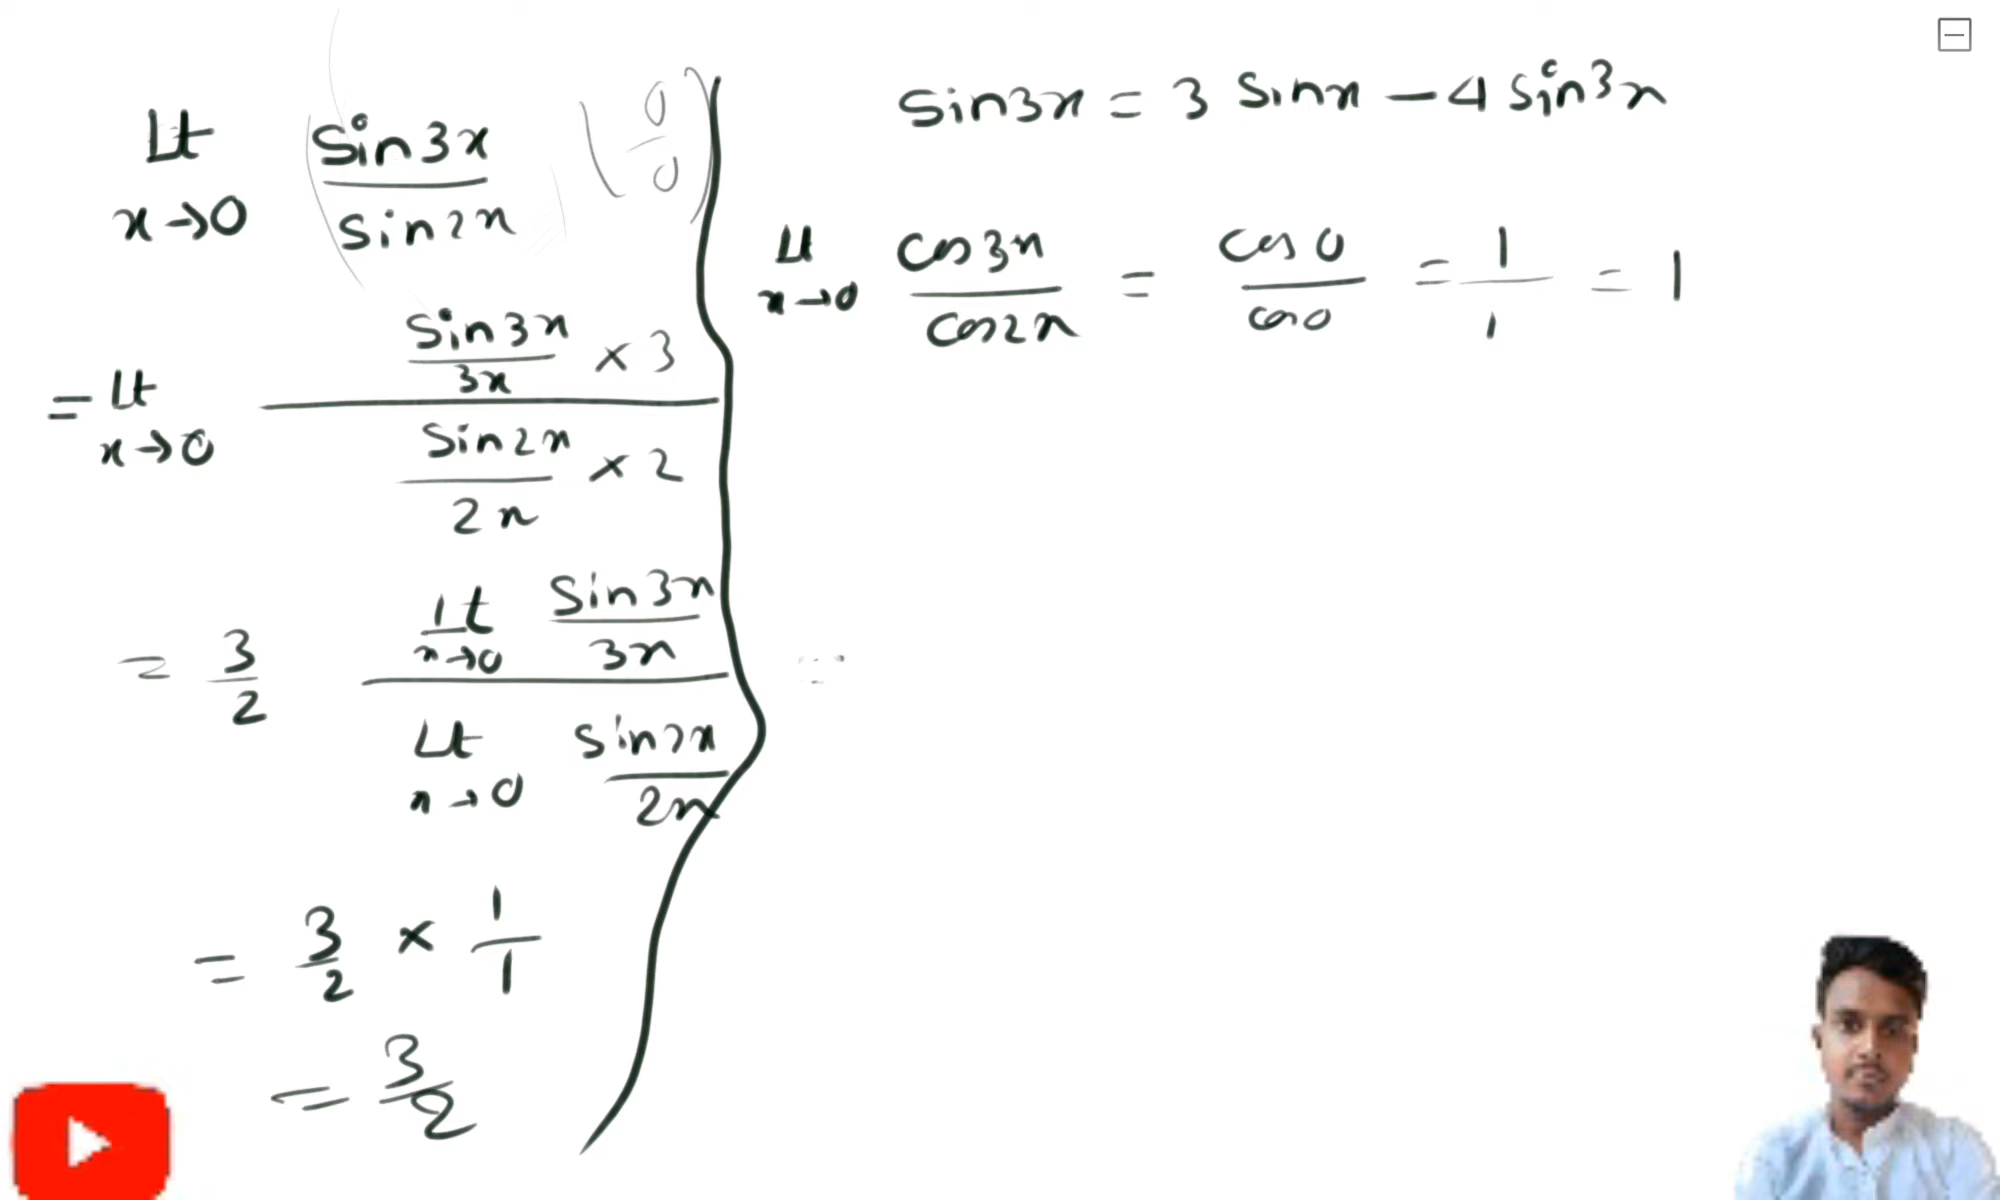 Lt sin3x/sin2x (0/0)
x→0
= Lt (sin3x/3x × 3)/(sin2x/2x × 2)
x→0
= 3/2 (Lt x→0 sin3x/3x)/(Lt x→0 sin2x/2x)
= 3/2 × 1/1
= 3/2
sin3x = 3 sinx - 4 sin³x
Lt cos3x/cos2x = cos0/cos0 = 1/1 = 1
x→0